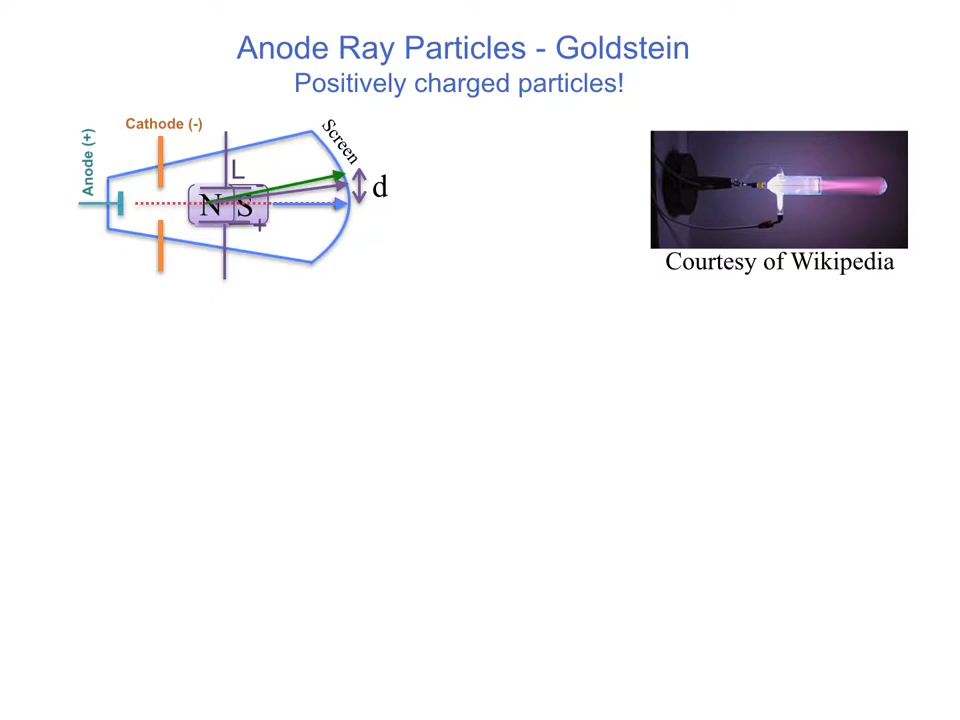 Anode Ray Particles - Goldstein
Positively charged particles!
Cathode (-)
Anode (+)
Screen
L
-
d
N S
+
Courtesy of Wikipedia